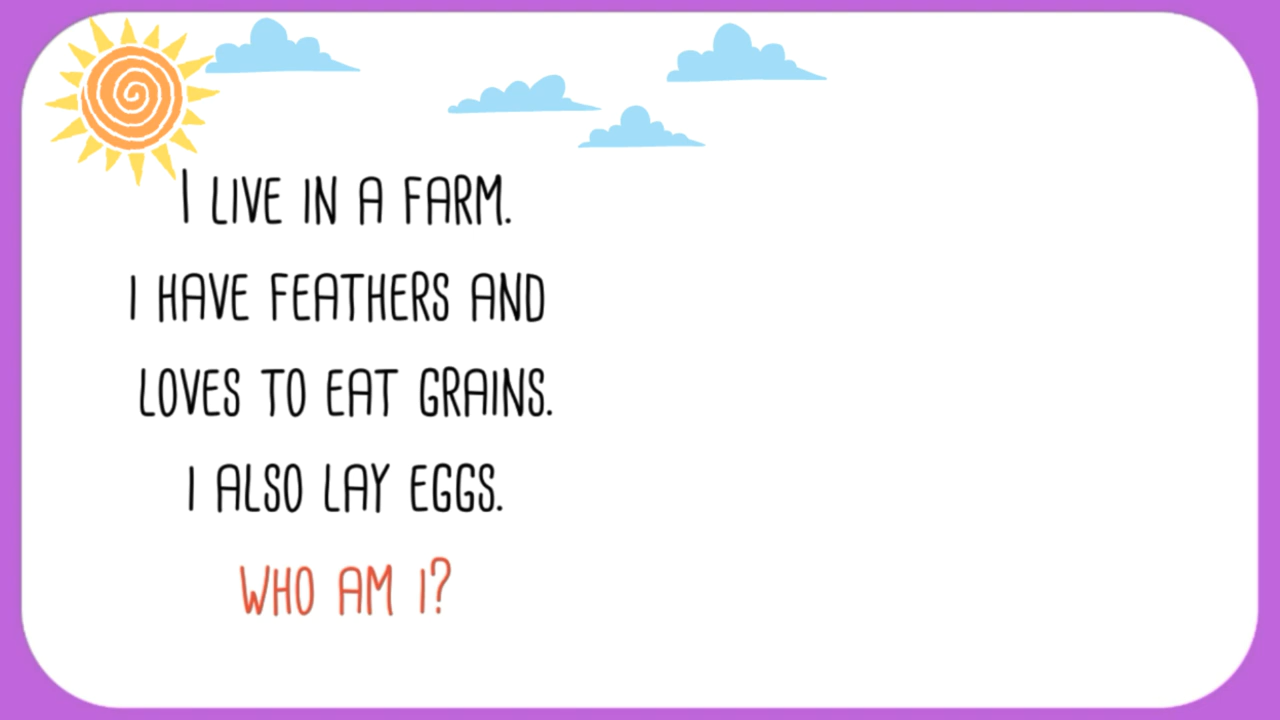 I LIVE IN A FARM.
I HAVE FEATHERS AND
LOVES TO EAT GRAINS.
I ALSO LAY EGGS.
WHO AM I?